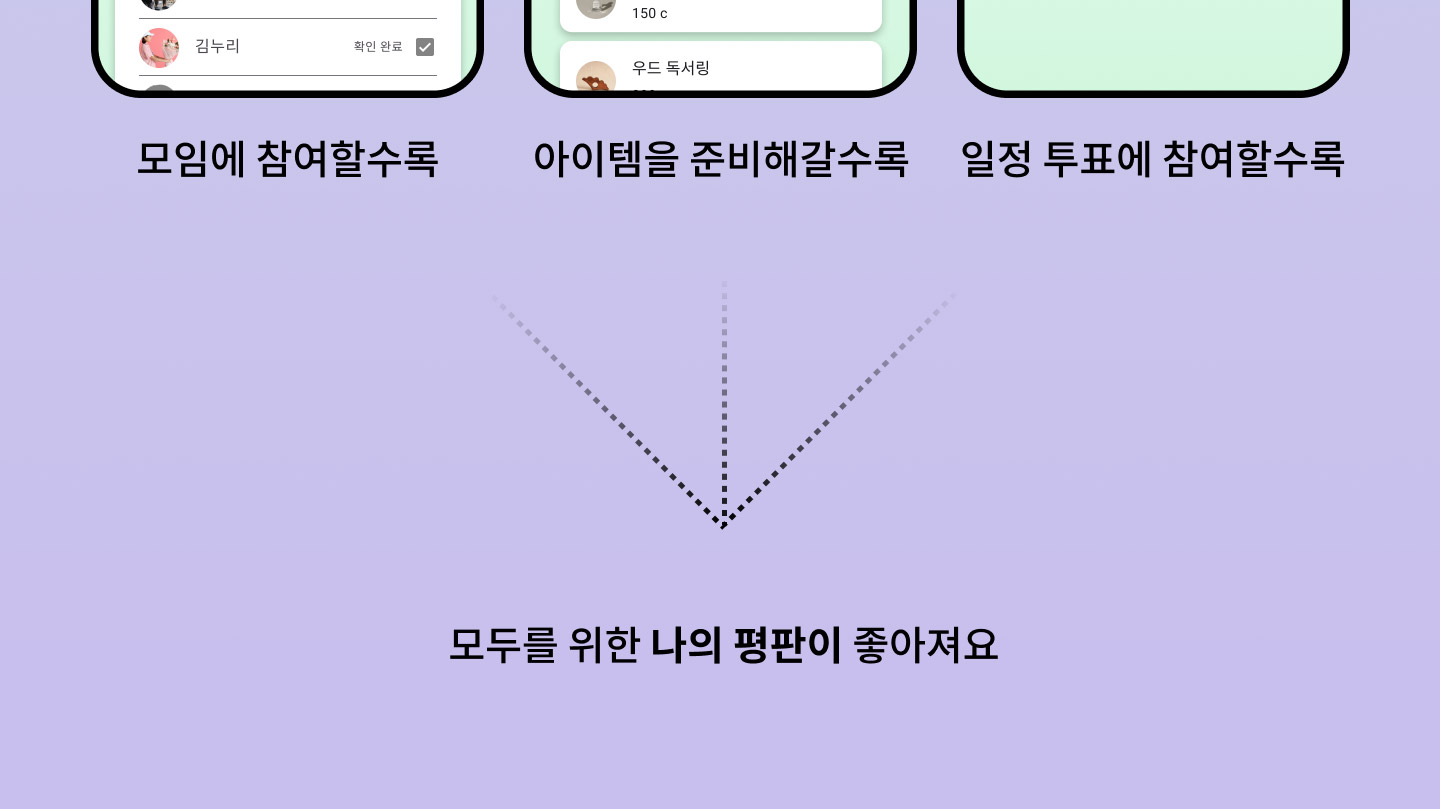 김누리
확인 완료
150 c
우드 독서링
모임에 참여할수록
아이템을 준비해갈수록
일정 투표에 참여할수록
모두를 위한 나의 평판이 좋아져요